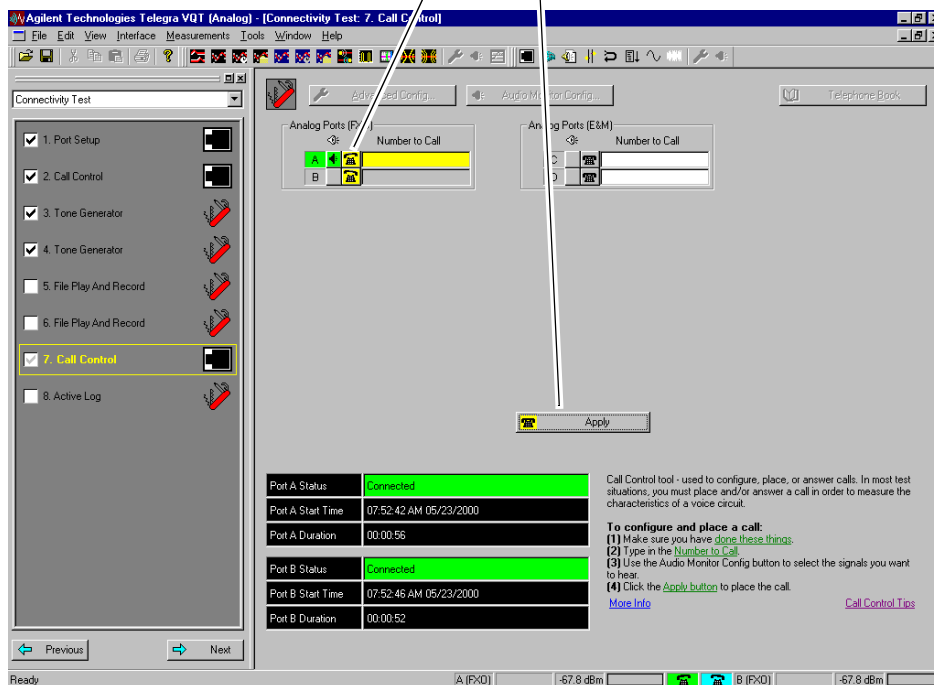 Agilent Technologies Telegra VQT (Analog) - [Connectivity Test: 7. Call Control]
File Edit View Interface Measurements Tools Window Help
Connectivity Test
1. Port Setup
2. Call Control
3. Tone Generator
4. Tone Generator
5. File Play And Record
6. File Play And Record
7. Call Control
8. Active Log
Previous Next
Advanced Config... Audio Monitor Config... Telephone Book
Analog Ports (FXO)
Number to Call
A
B
Analog Ports (E&M)
Number to Call
C
D
Apply
Port A Status Connected
Port A Start Time 07:52:42 AM 05/23/2000
Port A Duration 00:00:56
Port B Status Connected
Port B Start Time 07:52:46 AM 05/23/2000
Port B Duration 00:00:52
Call Control tool - used to configure, place, or answer calls. In most test
situations, you must place and/or answer a call in order to measure the
characteristics of a voice circuit.
To configure and place a call:
(1) Make sure you have done these things.
(2) Type in the Number to Call.
(3) Use the Audio Monitor Config button to select the signals you want
to hear.
(4) Click the Apply button to place the call.
More Info Call Control Tips
Ready A (FXO) -67.8 dBm B (FXO) -67.8 dBm